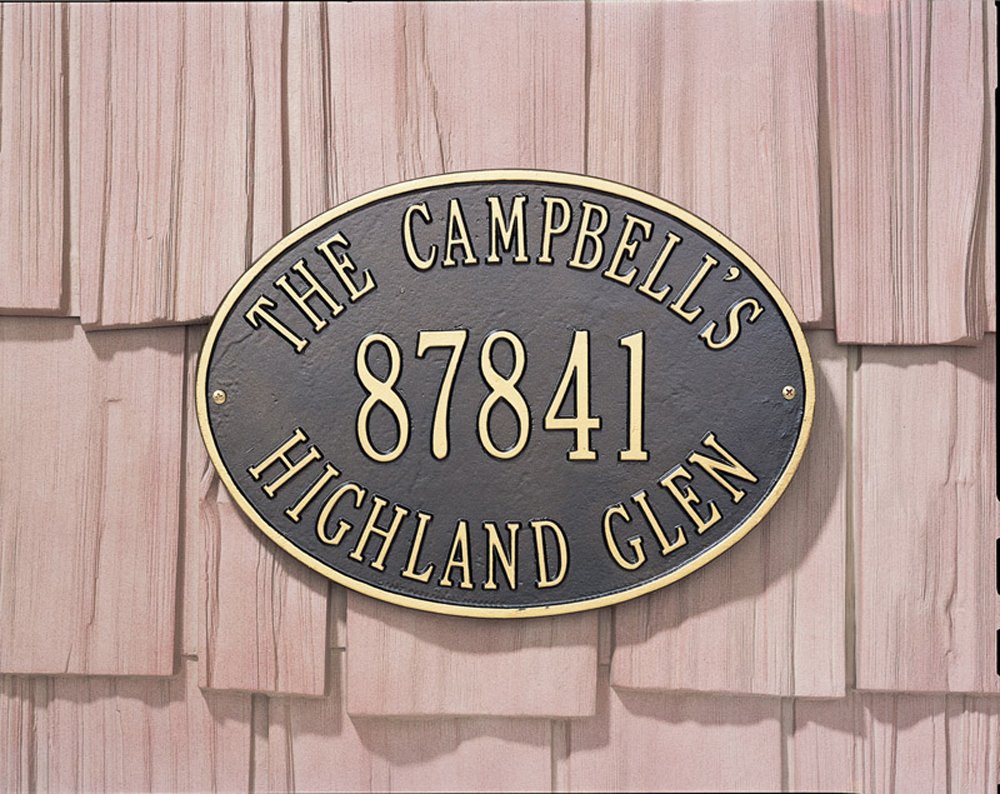 THE CAMPBELL'S
87841
HIGHLAND GLEN